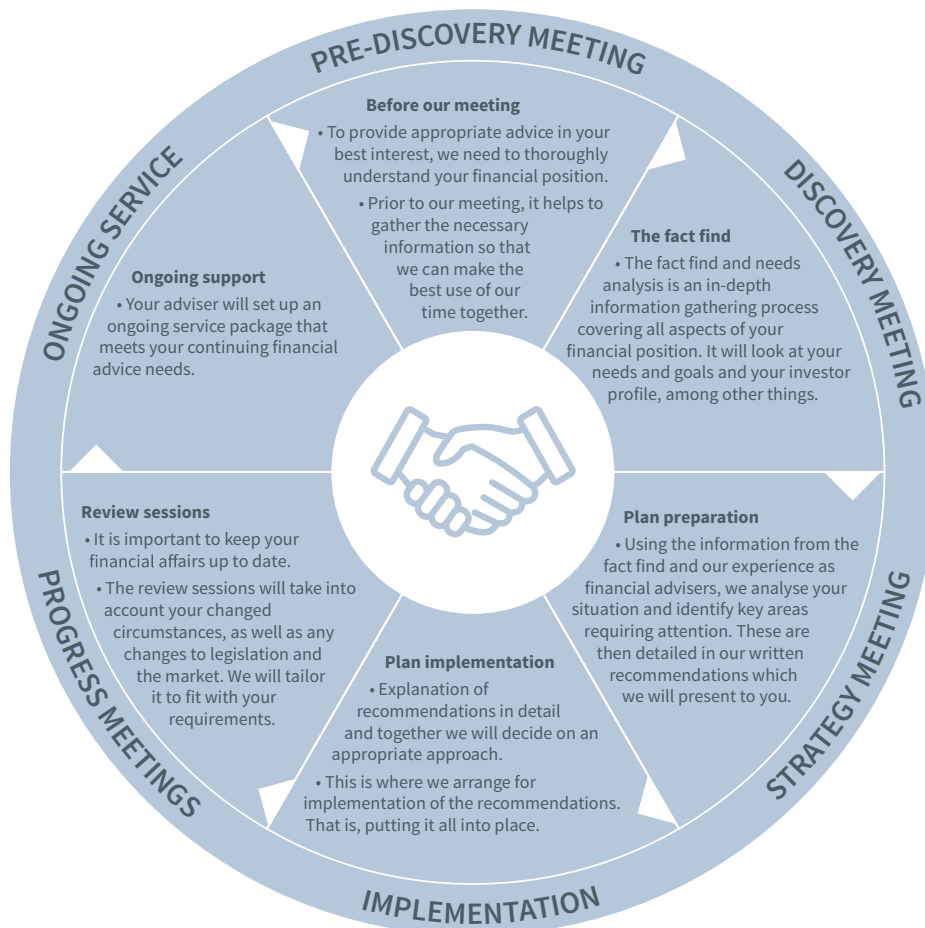 PRE-DISCOVERY MEETING
Before our meeting
• To provide appropriate advice in your
best interest, we need to thoroughly
understand your financial position.
• Prior to our meeting, it helps to
gather the necessary
information so that
we can make the
best use of our
time together.
DISCOVERY MEETING
The fact find
• The fact find and needs
analysis is an in-depth
information gathering process
covering all aspects of your
financial position. It will look at your
needs and goals and your investor
profile, among other things.
STRATEGY MEETING
Plan preparation
• Using the information from the
fact find and our experience as
financial advisers, we analyse your
situation and identify key areas
requiring attention. These are
then detailed in our written
recommendations which
we will present to you.
IMPLEMENTATION
Plan implementation
• Explanation of
recommendations in detail
and together we will decide on an
appropriate approach.
• This is where we arrange for
implementation of the recommendations.
That is, putting it all into place.
PROGRESS MEETINGS
Review sessions
• It is important to keep your
financial affairs up to date.
• The review sessions will take into
account your changed
circumstances, as well as any
changes to legislation and
the market. We will tailor
it to fit with your
requirements.
ONGOING SERVICE
Ongoing support
• Your adviser will set up an
ongoing service package that
meets your continuing financial
advice needs.